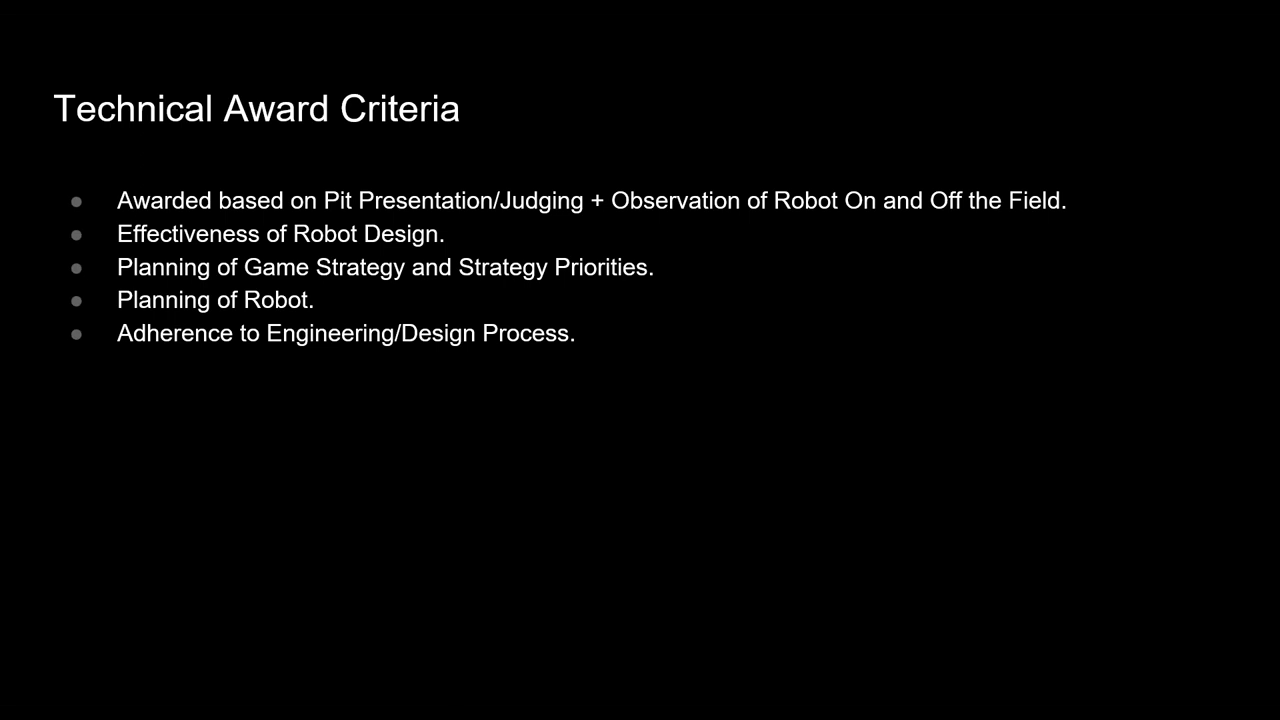 Technical Award Criteria
● Awarded based on Pit Presentation/Judging + Observation of Robot On and Off the Field.
● Effectiveness of Robot Design.
● Planning of Game Strategy and Strategy Priorities.
● Planning of Robot.
● Adherence to Engineering/Design Process.